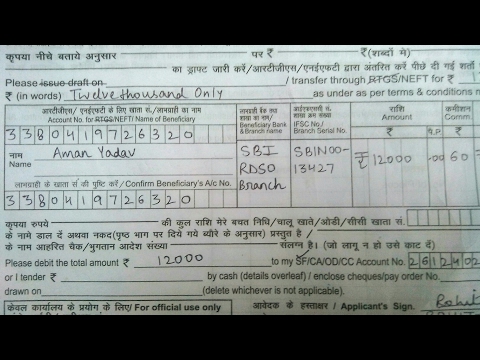 कृपया नीचे बताये अनुसार पर ₹(शब्दों में)
का ड्राफ्ट जारी करें/आरटीजीएस/एनईएफटी द्वारा अंतरित करें पीछे दी गई शर्तों
Please issue draft on / transfer through RTGS/NEFT for ₹
₹ (in words) Twelve thousand Only as under as per terms & conditions
आरटीजीएस/ एनईएफटी के लिए खाता सं./लाभग्राही का नाम
Account No. for RTGS/ NEFT/ Name of Beneficiary
लाभग्राही बैंक तथा शाखा का नाम/ Beneficiary Bank & Branch name
आईएफएससी सं. शाखा क्रम संख्या IFSC No./ Branch Serial No.
राशि Amount
₹ P
कमीशन Comm.
3380419726320
नाम
Name Aman Yadav
SBI RDSO Branch
SBIN00-13427
₹ 12000 .00 60
लाभग्राही के खाता सं की पुष्टि करें / Confirm Beneficiary's A/c No.
3380419726320
कृपया रुपये की कुल राशि मेरे बचत निधि/चालू खाते/ओडी/सीसी खाता सं.
के नामे डाल दें अथवा नकद(पृष्ठ भाग पर दिये गये ब्यौरे के अनुसार) प्रस्तुत है /
के नाम आहरित चैक/भुगतान आदेश संख्या संलग्न है। (जो लागू न हो उसे काट दें)
Please debit the total amount ₹ 12000 to my SF/CA/OD/CC Account No. 2612402
or I tender ₹ by cash (details overleaf) / enclose cheques/pay order No.
drawn on (delete whichever is not applicable).
केवल कार्यालय के प्रयोग के लिए/ For official use only
आवेदक के हस्ताक्षर / Applicant's Sign. Rohit